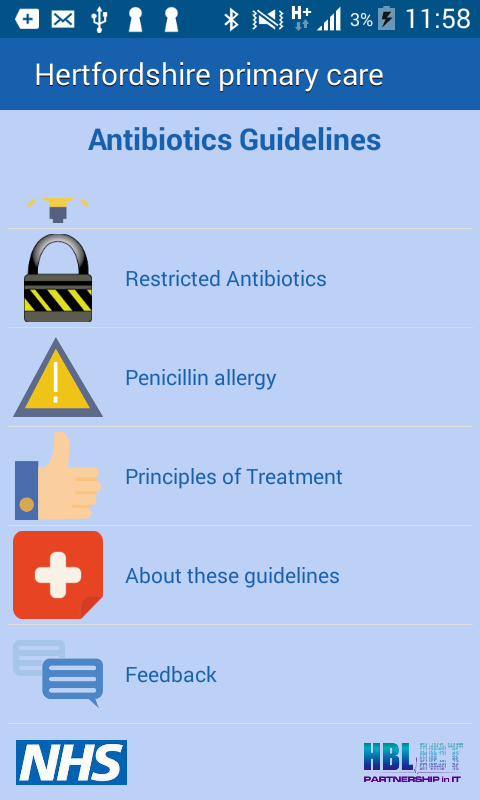 H+ 3% 11:58
Hertfordshire primary care
Antibiotics Guidelines
Restricted Antibiotics
Penicillin allergy
Principles of Treatment
About these guidelines
Feedback
NHS
HBL ICT
PARTNERSHIP in IT